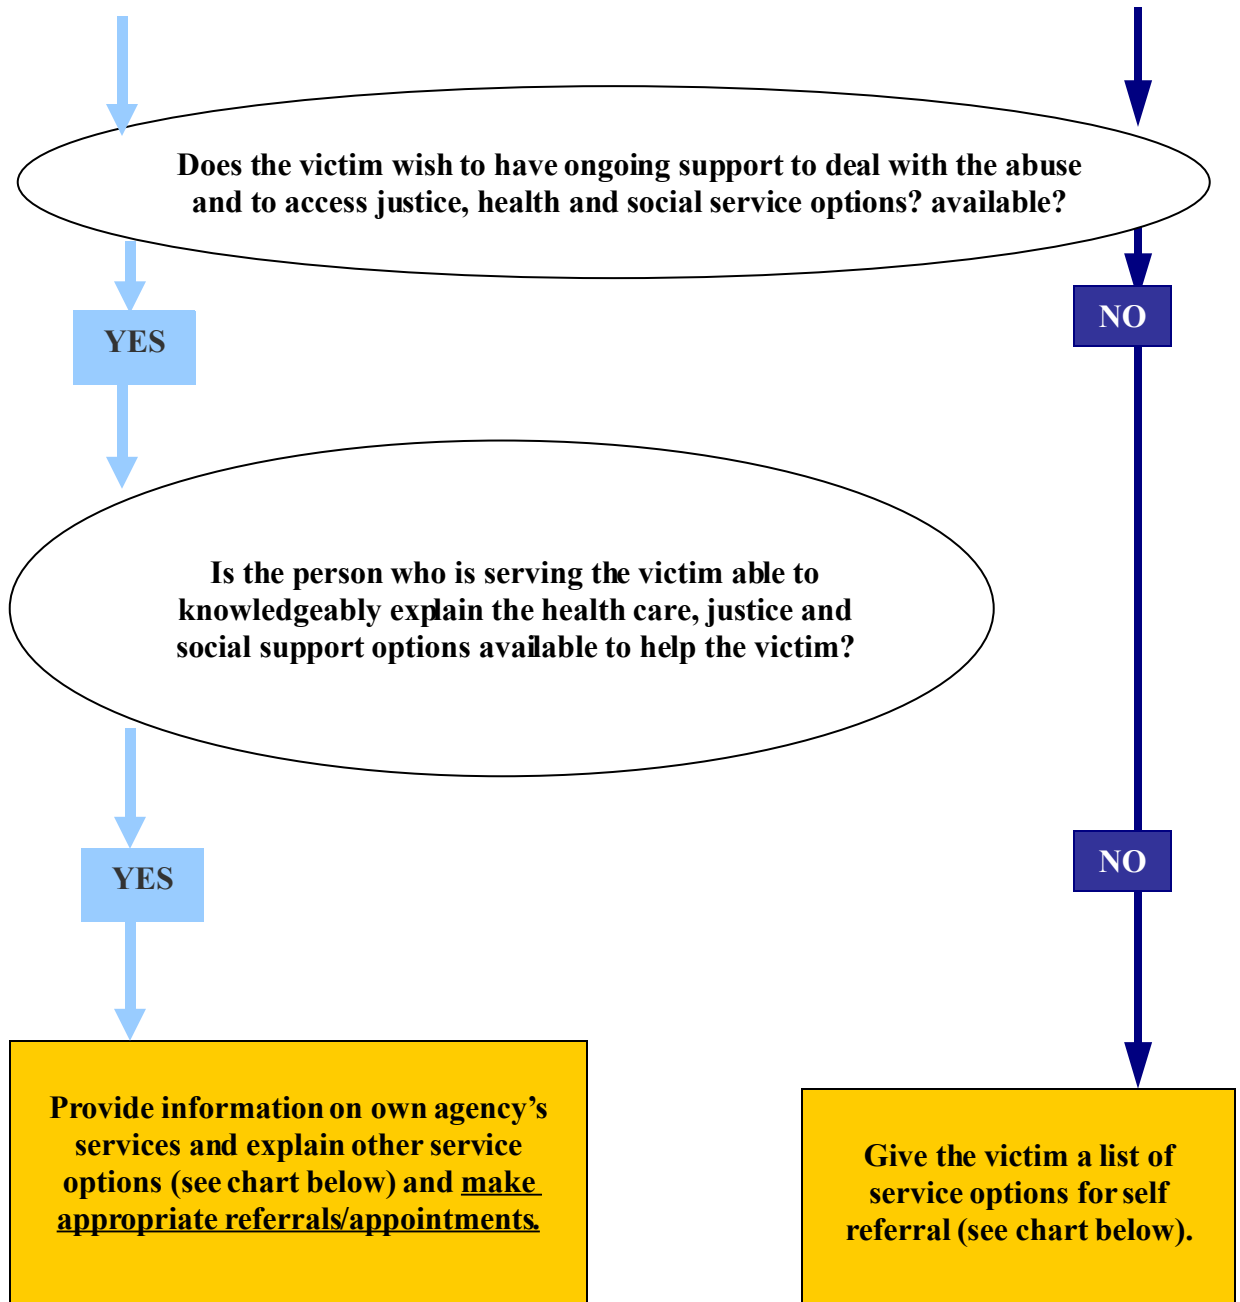 Does the victim wish to have ongoing support to deal with the abuse
and to access justice, health and social service options? available?
YES
NO
Is the person who is serving the victim able to
knowledgeably explain the health care, justice and
social support options available to help the victim?
YES
NO
Provide information on own agency’s
services and explain other service
options (see chart below) and make
appropriate referrals/appointments.
Give the victim a list of
service options for self
referral (see chart below).